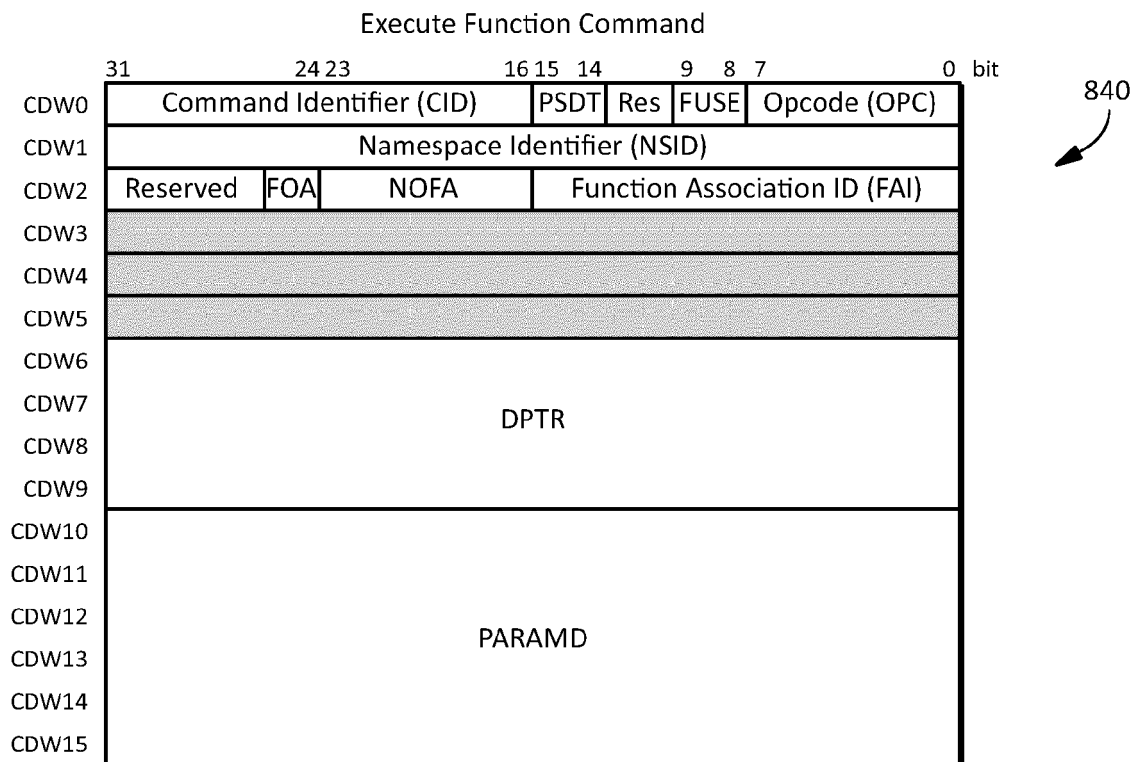 Execute Function Command
31 24 23 16 15 14 9 8 7 0 bit
840
CDW0 Command Identifier (CID) PSDT Res FUSE Opcode (OPC)
CDW1 Namespace Identifier (NSID)
CDW2 Reserved FOA NOFA Function Association ID (FAI)
CDW3
CDW4
CDW5
CDW6
CDW7
DPTR
CDW8
CDW9
CDW10
CDW11
CDW12
PARAMD
CDW13
CDW14
CDW15